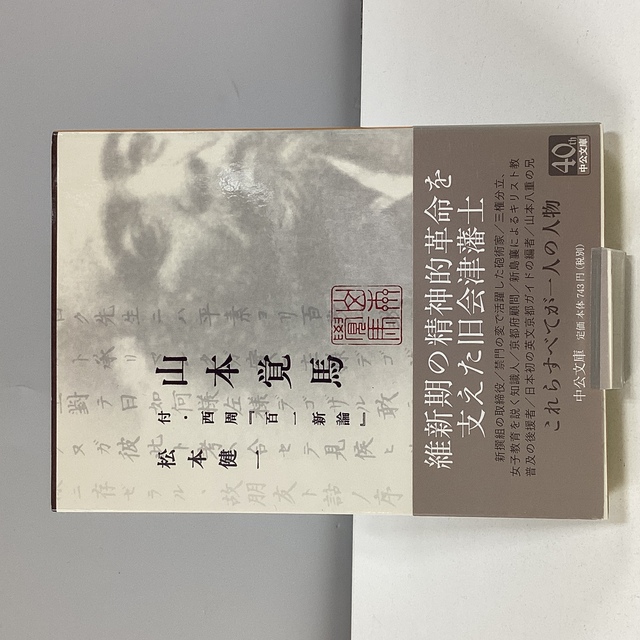 山本覚馬
付・西周『百一新論』
松本健一
維新期の精神的革命を
支えた旧会津藩士
新撰組の取締役／禁門の変で活躍した砲術家／三権分立、
女子教育を説く知識人／京都府顧問／新島襄によるキリスト教
普及の後援者／日本初の英文京都ガイドの編者／山本八重の兄
これらすべてが一人の人物
中公文庫 定価 本体743円（税別）
40th
中公文庫